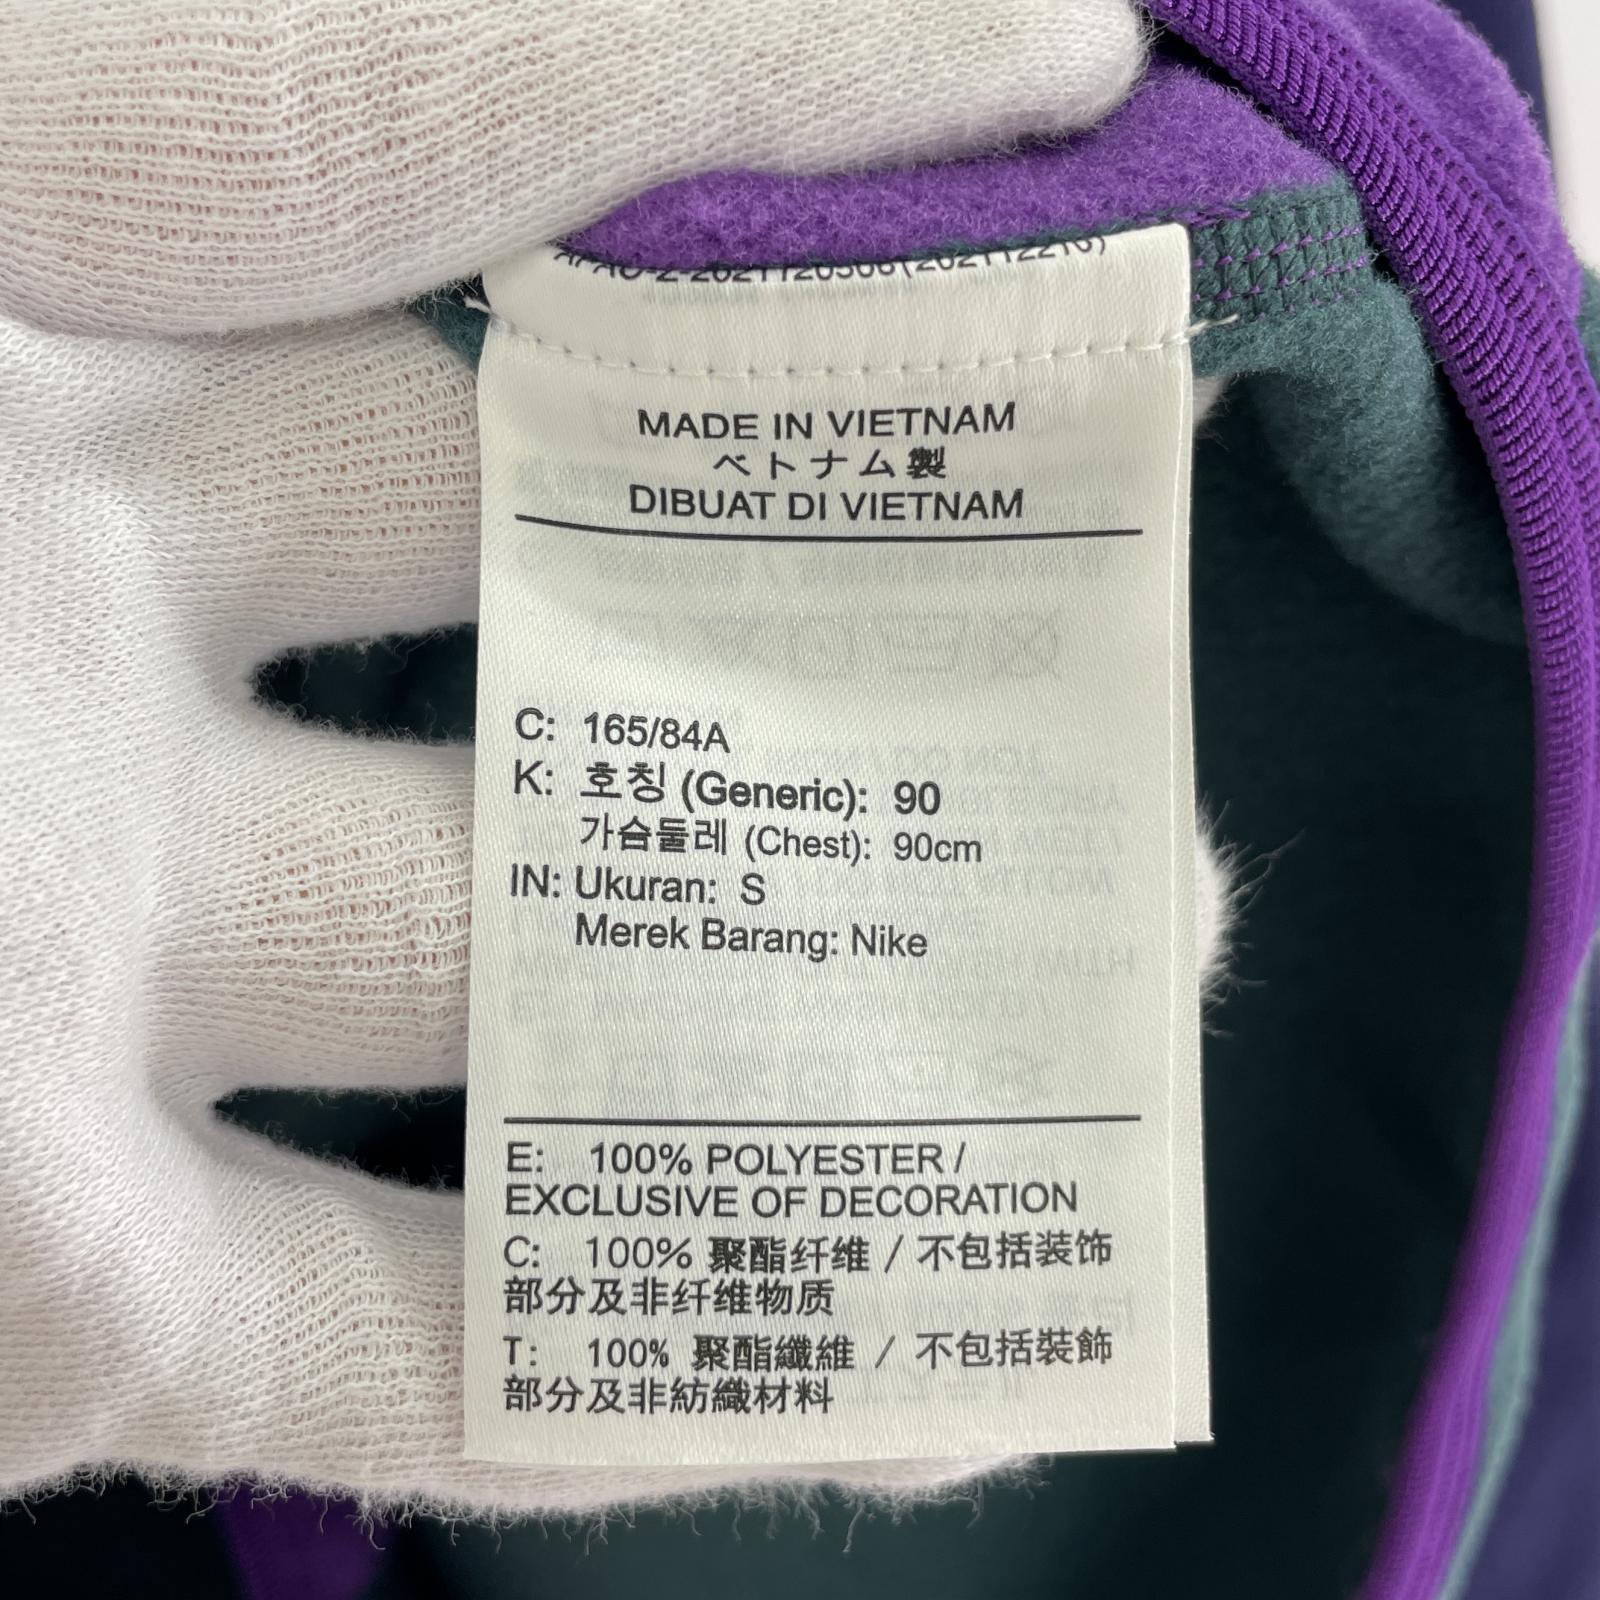 MADE IN VIETNAM
ベトナム製
DIBUAT DI VIETNAM
C: 165/84A
K: 호칭 (Generic): 90
가슴둘레 (Chest): 90cm
IN: Ukuran: S
Merek Barang: Nike
E: 100% POLYESTER /
EXCLUSIVE OF DECORATION
C: 100% 聚酯纤维 / 不包括装饰
部分及非纤维物质
T: 100% 聚酯纖維 / 不包括裝飾
部分及非紡織材料